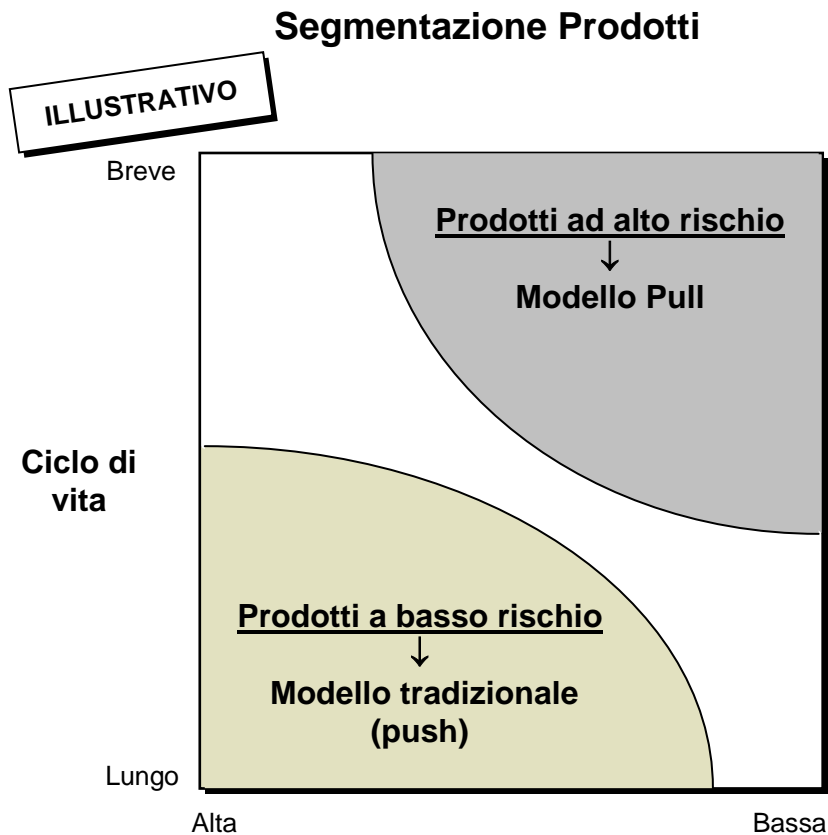 Segmentazione Prodotti
ILLUSTRATIVO
Breve
Prodotti ad alto rischio
↓
Modello Pull
Ciclo di
vita
Prodotti a basso rischio
↓
Modello tradizionale
(push)
Lungo
Alta
Bassa